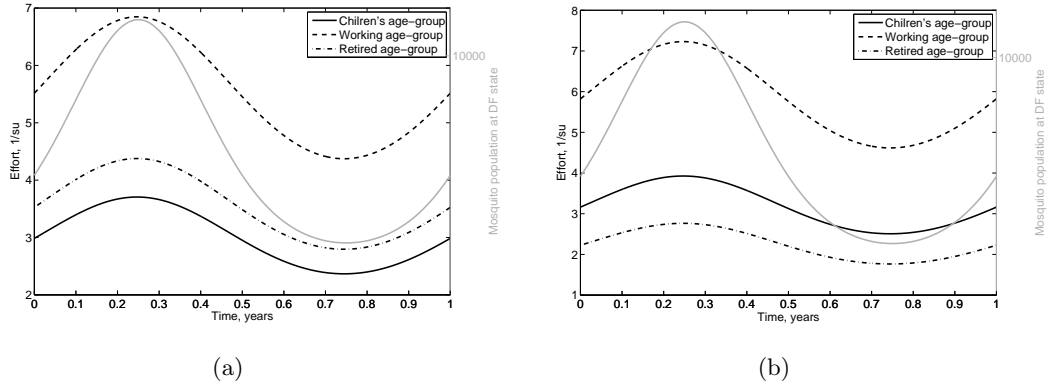 7
6
5
4
3
2
0
0.1
0.2
0.3
0.4
0.5
0.6
0.7
0.8
0.9
1
Effort, 1/su
Time, years
Chilren's age−group
Working age−group
Retired age−group
10000
Mosquito population at DF state
(a)
8
7
6
5
4
3
2
1
0
0.1
0.2
0.3
0.4
0.5
0.6
0.7
0.8
0.9
1
Effort, 1/su
Time, years
Chilren's age−group
Working age−group
Retired age−group
10000
Mosquito population at DF state
(b)